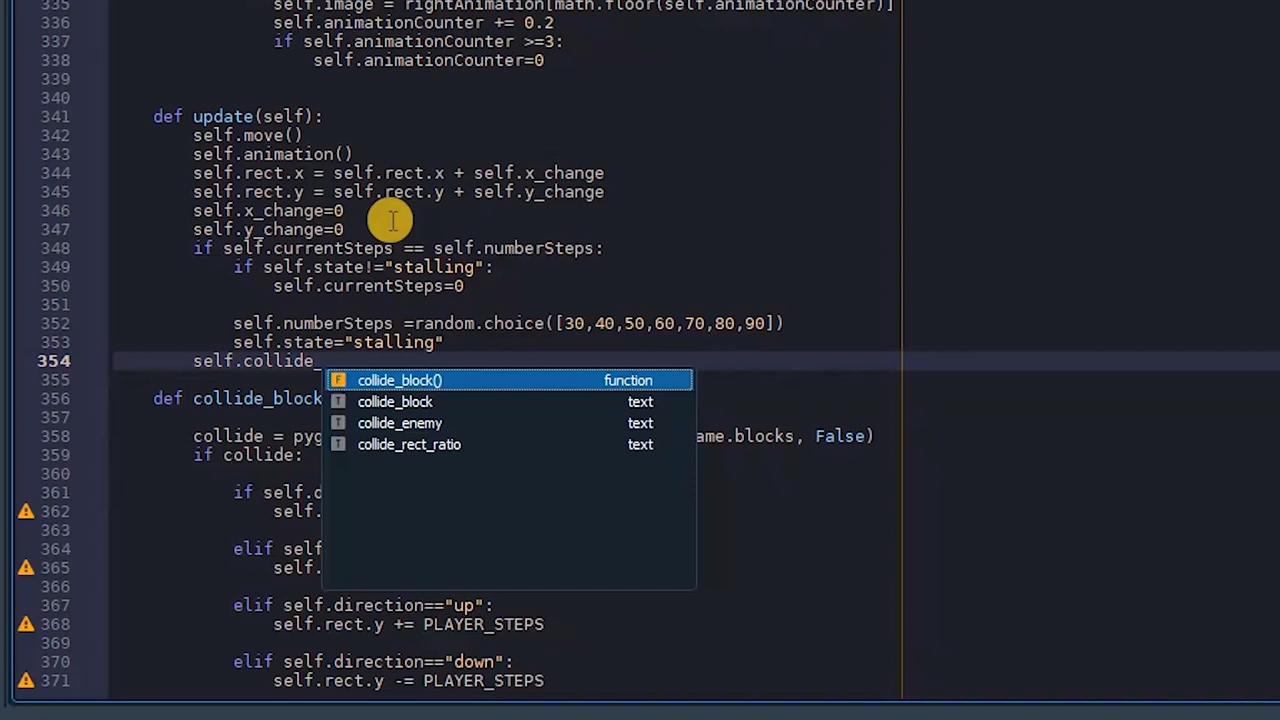 335 self.image = rightAnimation[math.floor(self.animationCounter)]
336 self.animationCounter += 0.2
337 if self.animationCounter >=3:
338 self.animationCounter=0
339
340
341 def update(self):
342 self.move()
343 self.animation()
344 self.rect.x = self.rect.x + self.x_change
345 self.rect.y = self.rect.y + self.y_change
346 self.x_change=0
347 self.y_change=0
348 if self.currentSteps == self.numberSteps:
349 if self.state!="stalling":
350 self.currentSteps=0
351
352 self.numberSteps =random.choice([30,40,50,60,70,80,90])
353 self.state="stalling"
354 self.collide_
355
F collide_block() function
356 def collide_block
T collide_block text
357
T collide_enemy text
358 collide = pyg ame.blocks, False)
T collide_rect_ratio text
359 if collide:
360
361 if self.d
362 self.
363
364 elif self
365 self.
366
367 elif self.direction=="up":
368 self.rect.y += PLAYER_STEPS
369
370 elif self.direction=="down":
371 self.rect.y -= PLAYER_STEPS